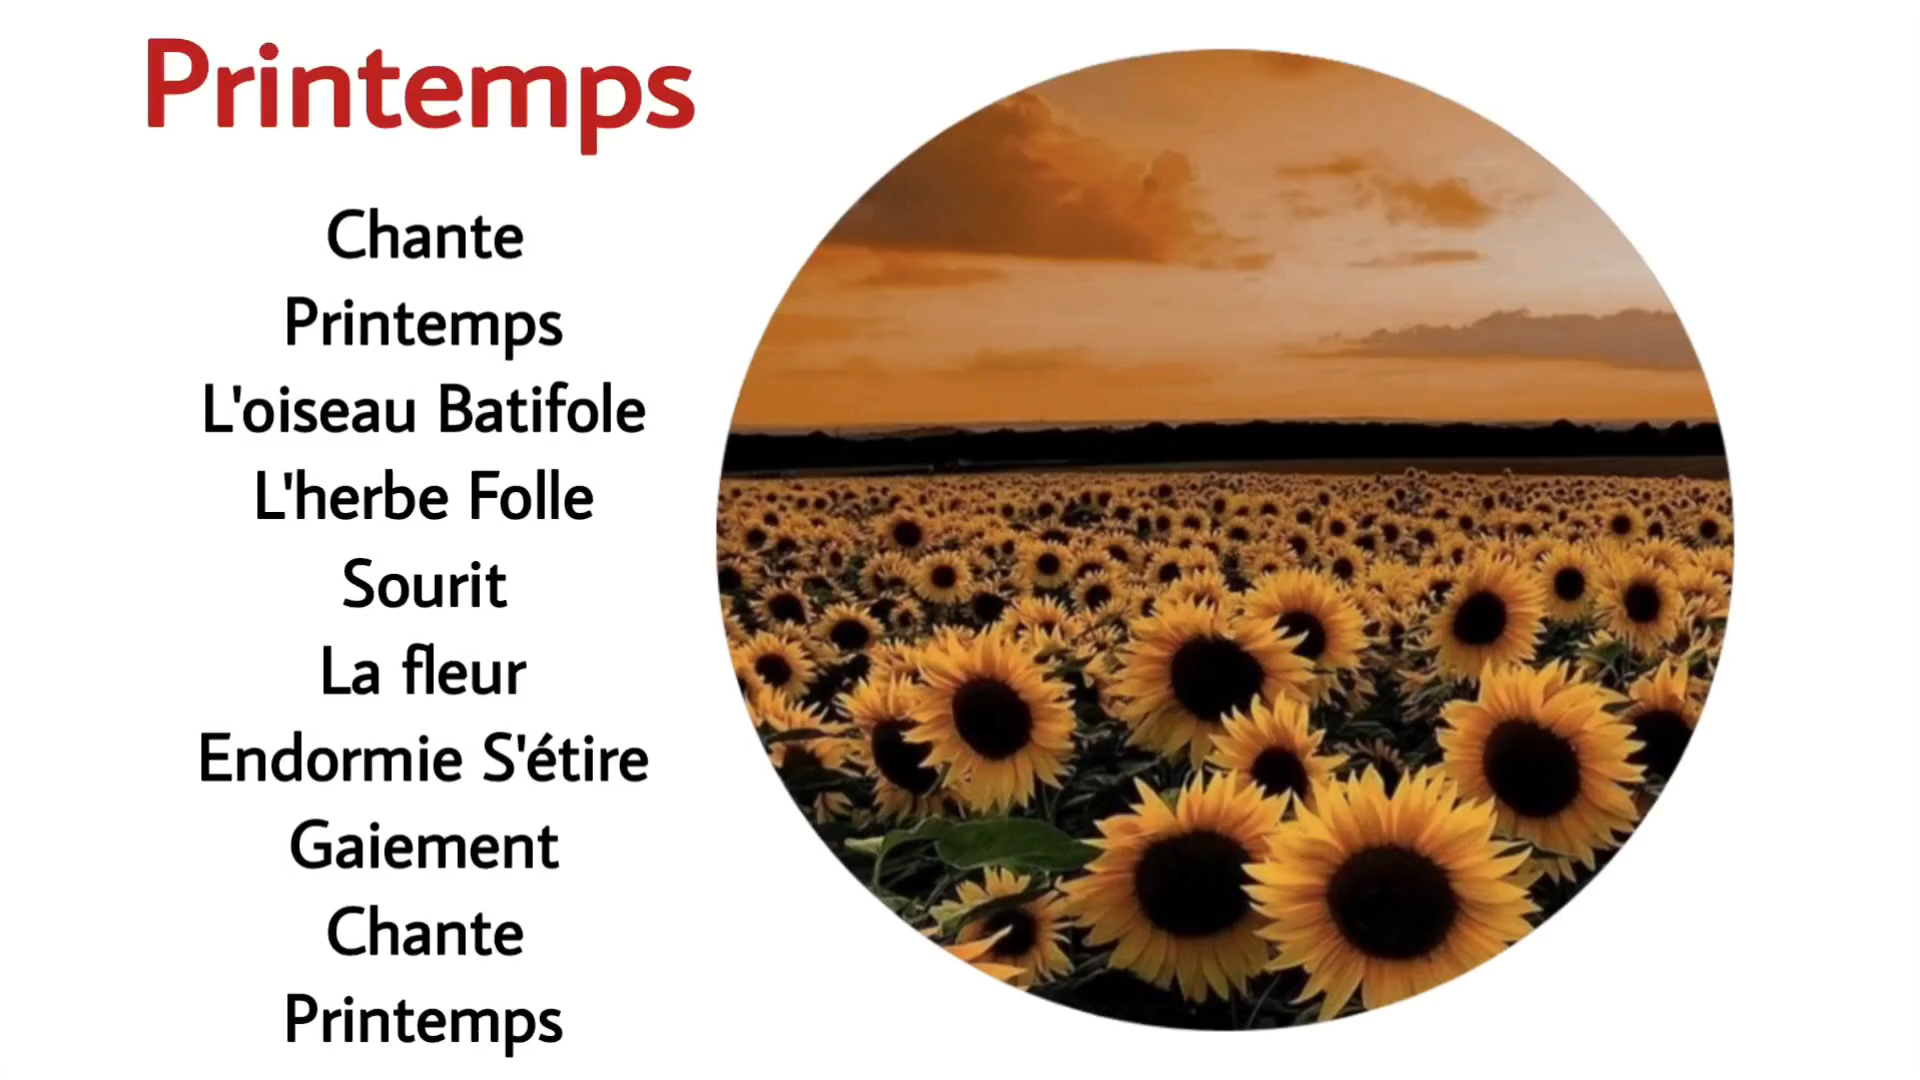 Printemps
Chante
Printemps
L'oiseau Batifole
L'herbe Folle
Sourit
La fleur
Endormie S'étire
Gaiement
Chante
Printemps